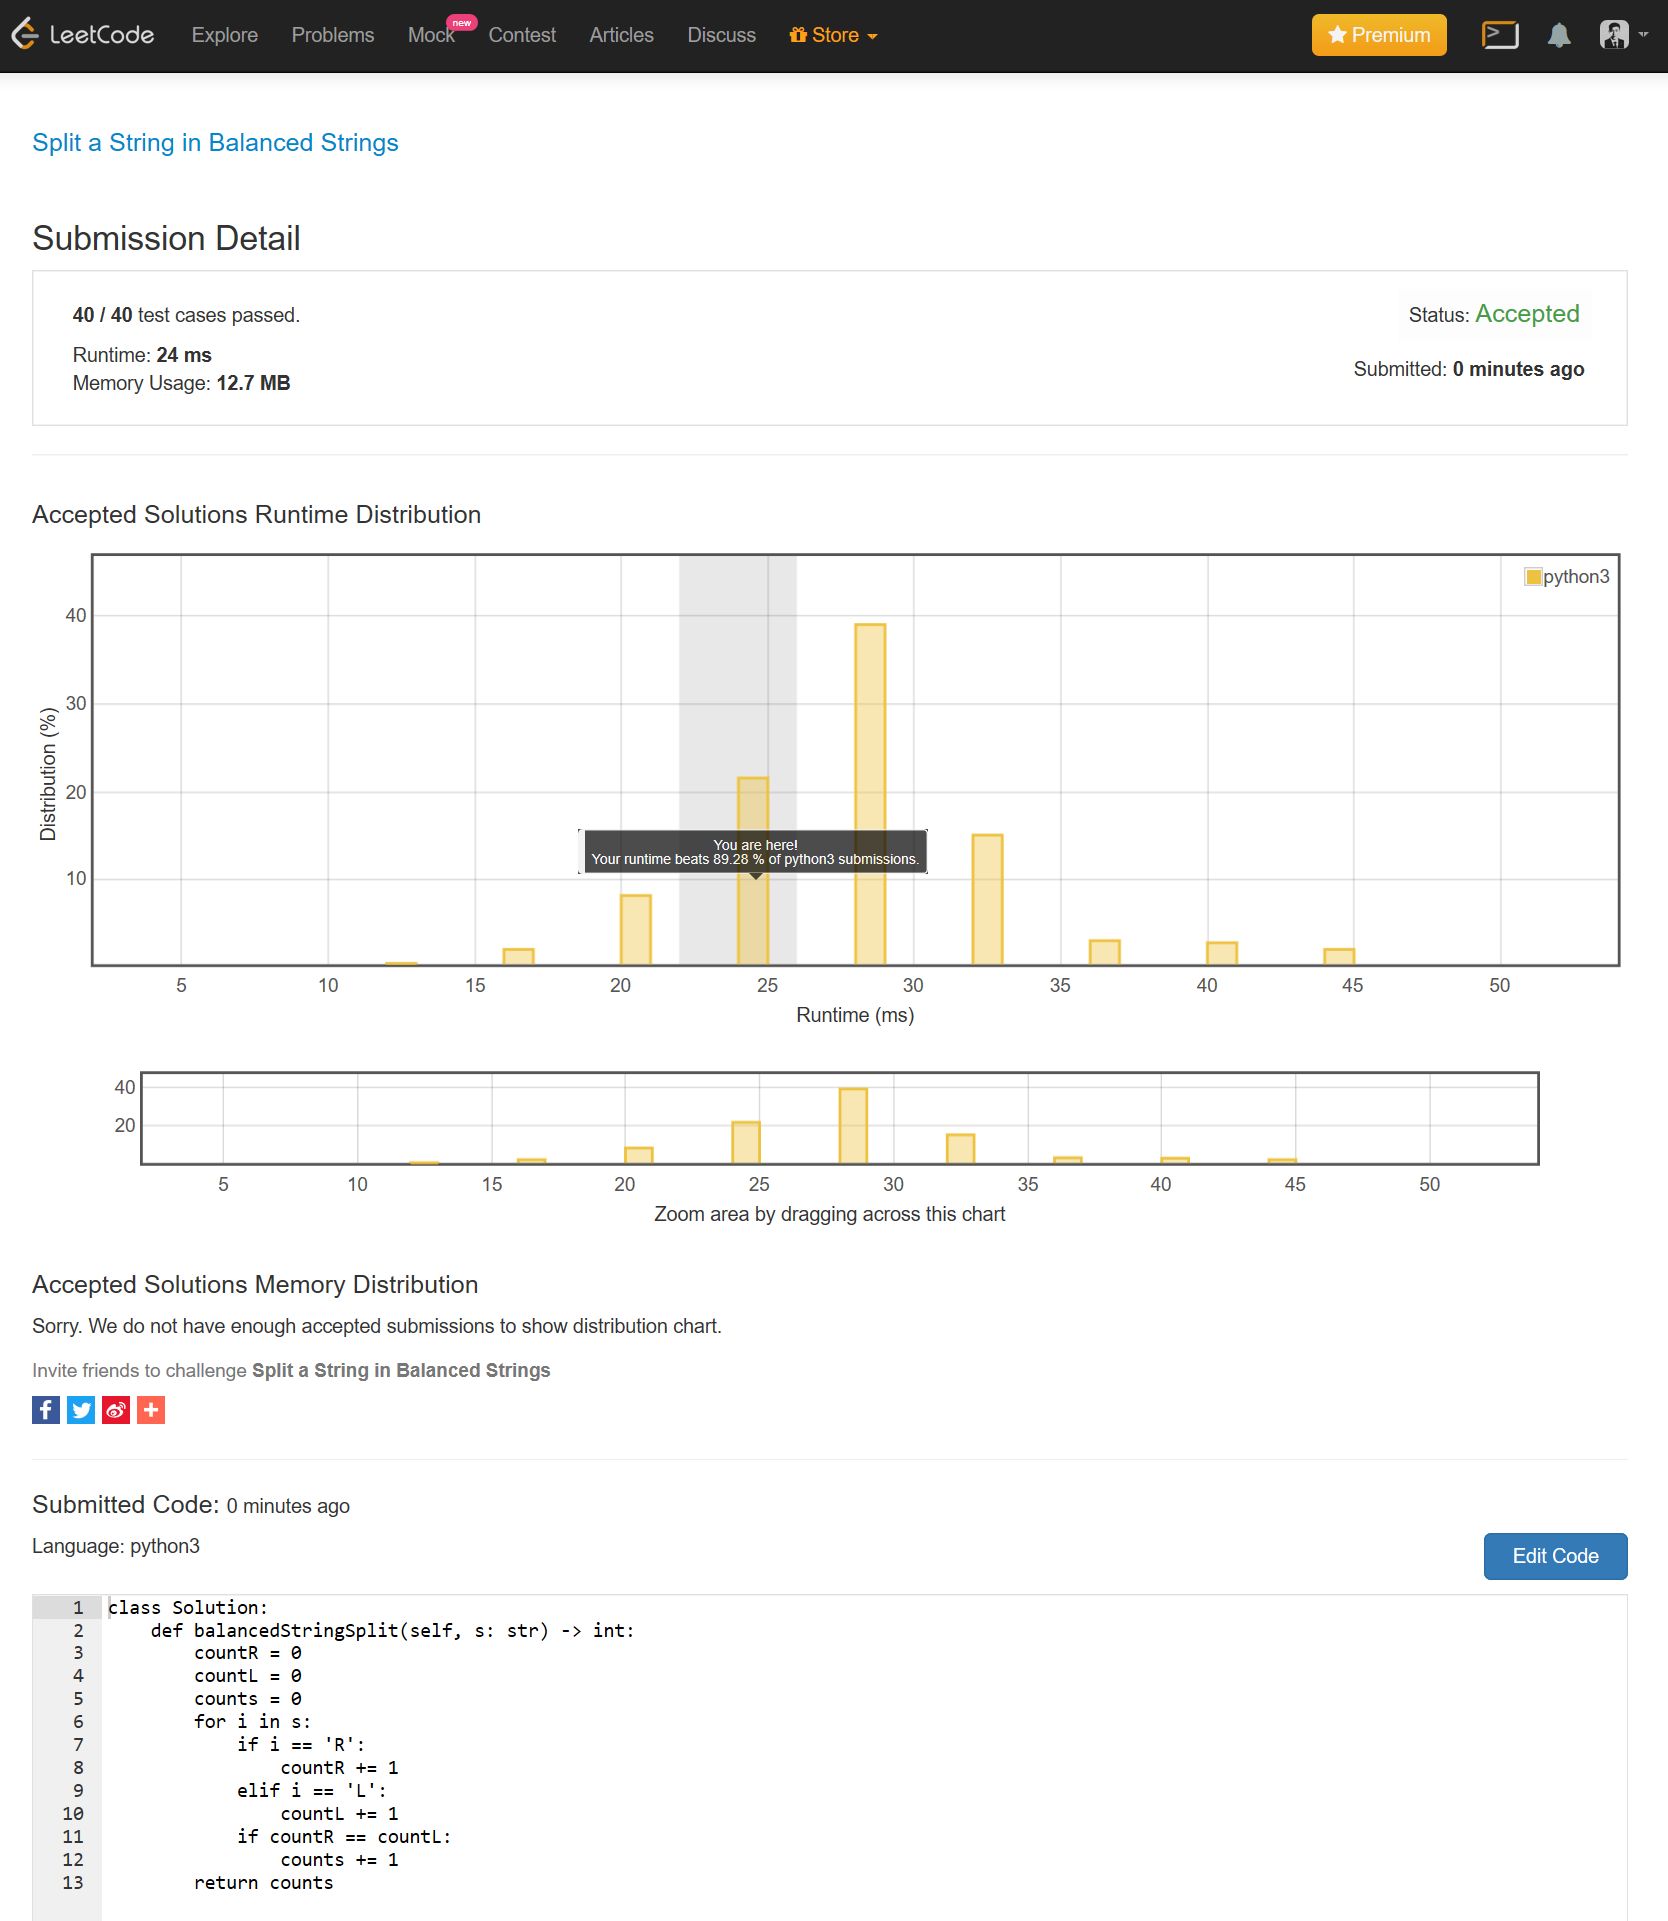 LeetCode Explore Problems Mock new Contest Articles Discuss Store Premium
Split a String in Balanced Strings
Submission Detail
40 / 40 test cases passed.
Status: Accepted
Runtime: 24 ms
Submitted: 0 minutes ago
Memory Usage: 12.7 MB
Accepted Solutions Runtime Distribution
python3
40
30
20
10
Distribution (%)
You are here!
Your runtime beats 89.28 % of python3 submissions.
5 10 15 20 25 30 35 40 45 50
Runtime (ms)
40
20
5 10 15 20 25 30 35 40 45 50
Zoom area by dragging across this chart
Accepted Solutions Memory Distribution
Sorry. We do not have enough accepted submissions to show distribution chart.
Invite friends to challenge Split a String in Balanced Strings
Submitted Code: 0 minutes ago
Language: python3
Edit Code
1 class Solution:
2     def balancedStringSplit(self, s: str) -> int:
3         countR = 0
4         countL = 0
5         counts = 0
6         for i in s:
7             if i == 'R':
8                 countR += 1
9             elif i == 'L':
10                 countL += 1
11             if countR == countL:
12                 counts += 1
13         return counts